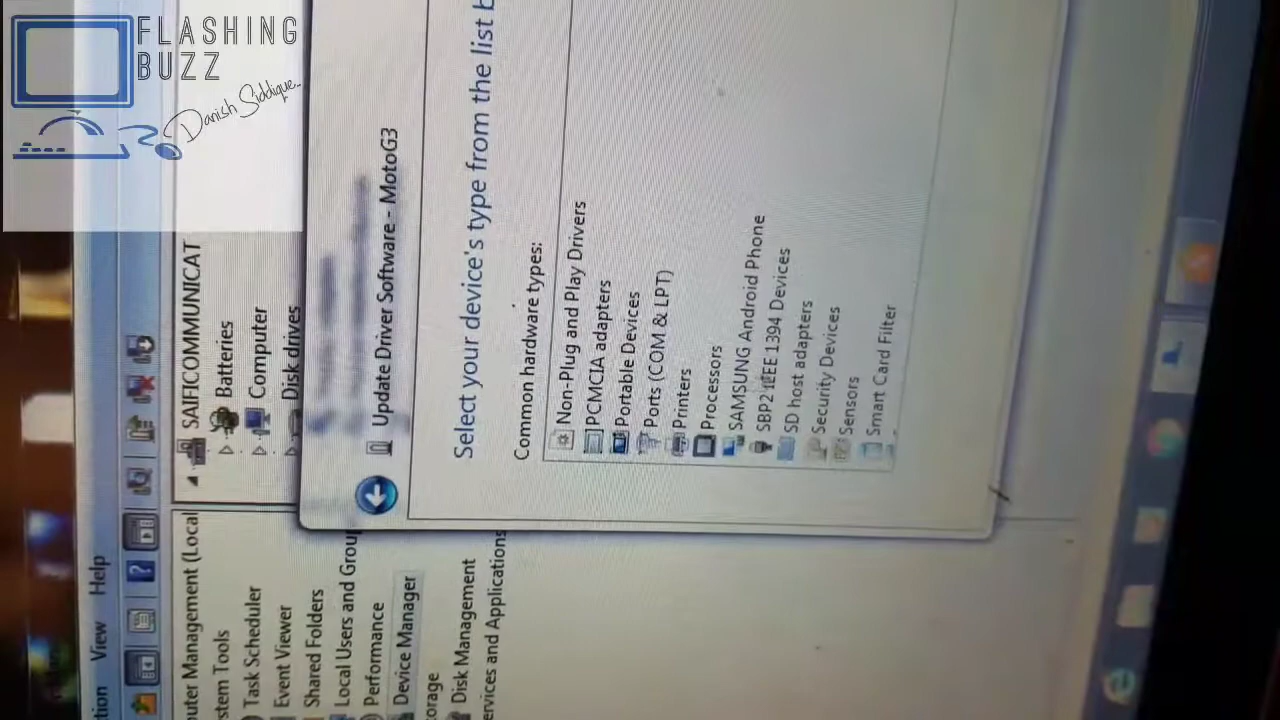 FLASHING
BUZZ
Danish Siddique
ction View Help
uter Management (Local
stem Tools
Task Scheduler
Event Viewer
Shared Folders
Local Users and Grou
Performance
Device Manager
orage
Disk Management
ervices and Applications
SAIFICOMMUNICAT
Batteries
Computer
Disk drives
Update Driver Software - MotoG3
Select your device's type from the list b
Common hardware types:
Non-Plug and Play Drivers
PCMCIA adapters
Portable Devices
Ports (COM & LPT)
Printers
Processors
SAMSUNG Android Phone
SBP2 IEEE 1394 Devices
SD host adapters
Security Devices
Sensors
Smart Card Filter